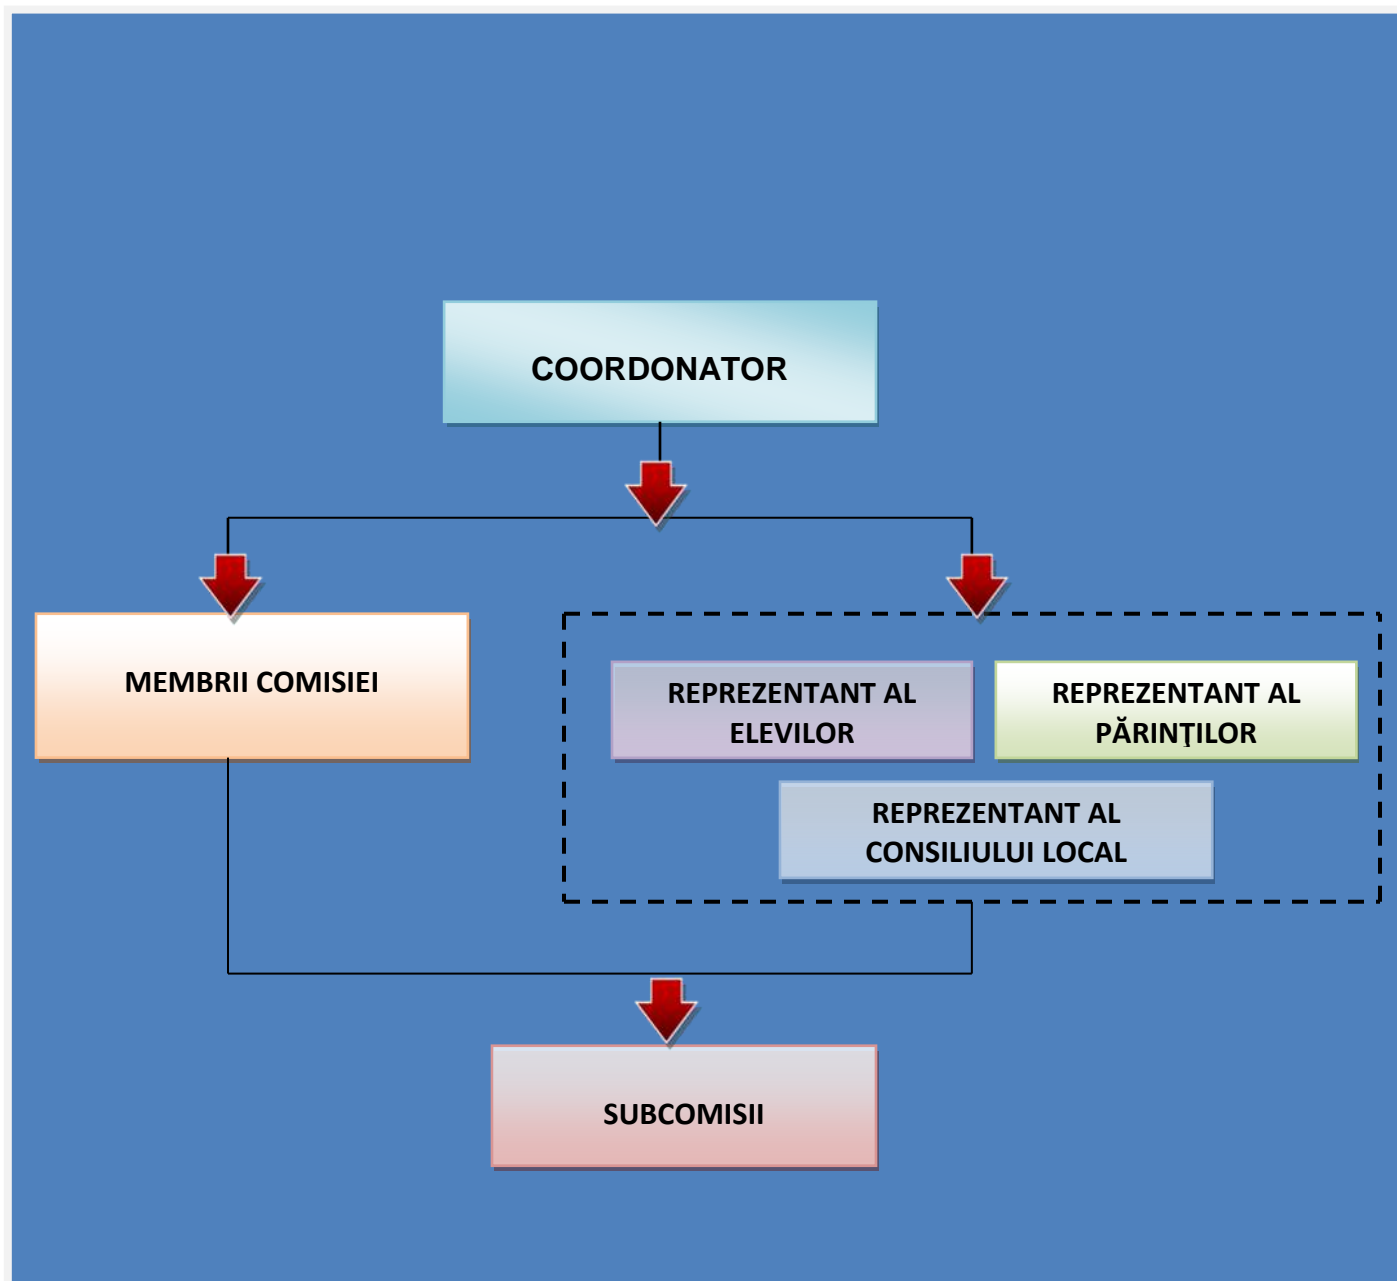 COORDONATOR
MEMBRII COMISIEI
REPREZENTANT AL
ELEVILOR
REPREZENTANT AL
PĂRINŢILOR
REPREZENTANT AL
CONSILIULUI LOCAL
SUBCOMISII